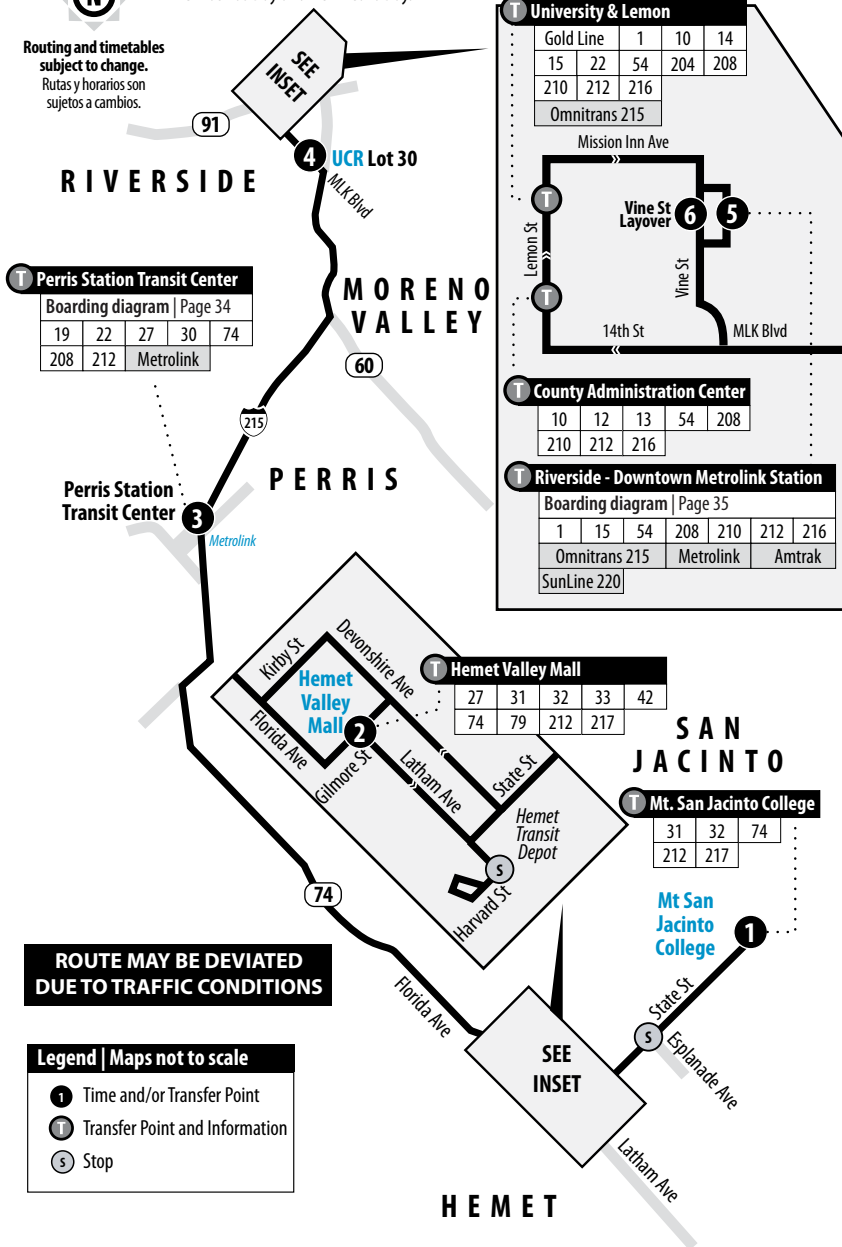 N
Routing and timetables
subject to change.
Rutas y horarios son
sujetos a cambios.
SEE
INSET
91
4 UCR Lot 30
MLK Blvd
RIVERSIDE
T Perris Station Transit Center
Boarding diagram | Page 34
19 22 27 30 74
208 212 Metrolink
MORENO
VALLEY
60
215
PERRIS
Perris Station
Transit Center
3
Metrolink
T University & Lemon
Gold Line 1 10 14
15 22 54 204 208
210 212 216
Omnitrans 215
Mission Inn Ave
T
Lemon St
Vine St
Layover
6 5
Vine St
T
14th St
MLK Blvd
T County Administration Center
10 12 13 54 208
210 212 216
T Riverside - Downtown Metrolink Station
Boarding diagram | Page 35
1 15 54 208 210 212 216
Omnitrans 215 Metrolink Amtrak
SunLine 220
Kirby St
Devonshire Ave
Hemet
Valley
Mall
2
Florida Ave
Gilmore St
Latham Ave
State St
Hemet
Transit
Depot
S
Harvard St
T Hemet Valley Mall
27 31 32 33 42
74 79 212 217
SAN
JACINTO
T Mt. San Jacinto College
31 32 74
212 217
Mt San
Jacinto
College
1
State St
S
Esplanade Ave
74
Florida Ave
SEE
INSET
Latham Ave
HEMET
ROUTE MAY BE DEVIATED
DUE TO TRAFFIC CONDITIONS
Legend | Maps not to scale
1 Time and/or Transfer Point
T Transfer Point and Information
S Stop